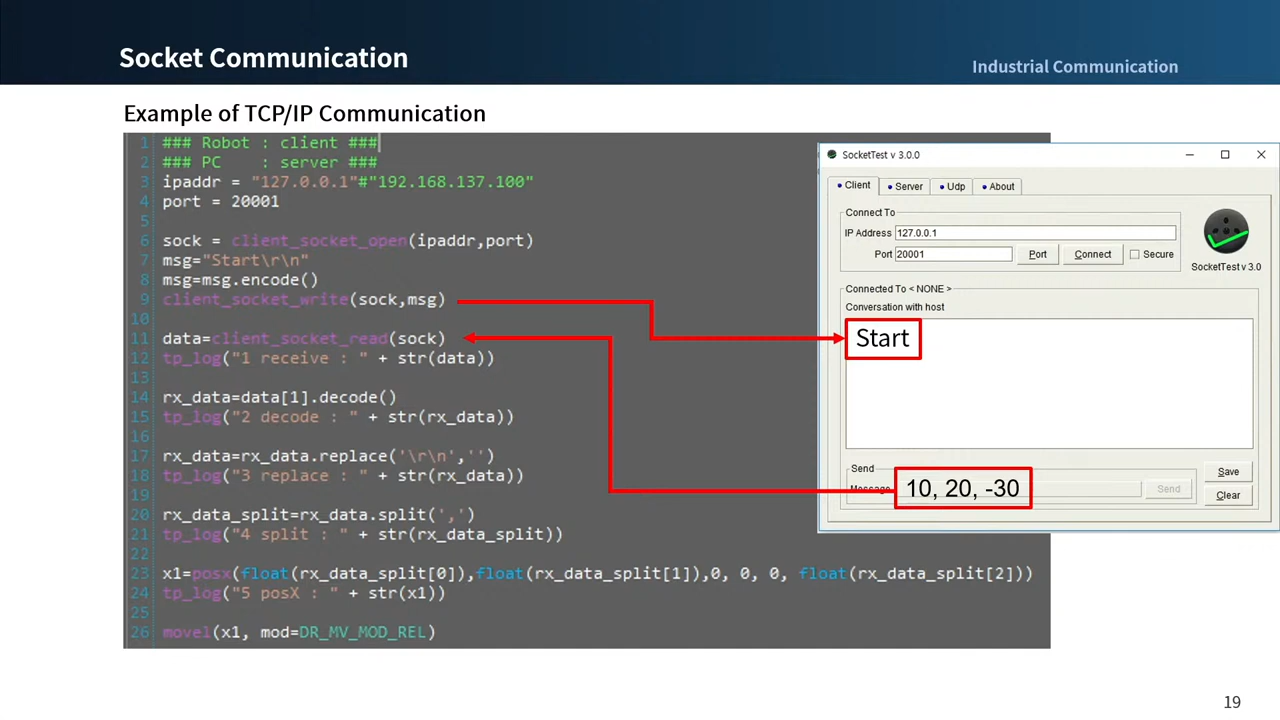 Socket Communication
Industrial Communication
Example of TCP/IP Communication
1 ### Robot : client ###
2 ### PC    : server ###
3 ipaddr = "127.0.0.1"#"192.168.137.100"
4 port = 20001
5
6 sock = client_socket_open(ipaddr,port)
7 msg="Start\r\n"
8 msg=msg.encode()
9 client_socket_write(sock,msg)
10
11 data=client_socket_read(sock)
12 tp_log("1 receive : " + str(data))
13
14 rx_data=data[1].decode()
15 tp_log("2 decode : " + str(rx_data))
16
17 rx_data=rx_data.replace('\r\n','')
18 tp_log("3 replace : " + str(rx_data))
19
20 rx_data_split=rx_data.split(',')
21 tp_log("4 split : " + str(rx_data_split))
22
23 x1=posx(float(rx_data_split[0]),float(rx_data_split[1]),0, 0, 0, float(rx_data_split[2]))
24 tp_log("5 posX : " + str(x1))
25
26 movel(x1, mod=DR_MV_MOD_REL)
SocketTest v 3.0.0
Client Server Udp About
Connect To
IP Address 127.0.0.1
Port 20001 Port Connect Secure
SocketTest v 3.0
Connected To < NONE >
Conversation with host
Start
Send
Message 10, 20, -30 Send
Save
Clear
19